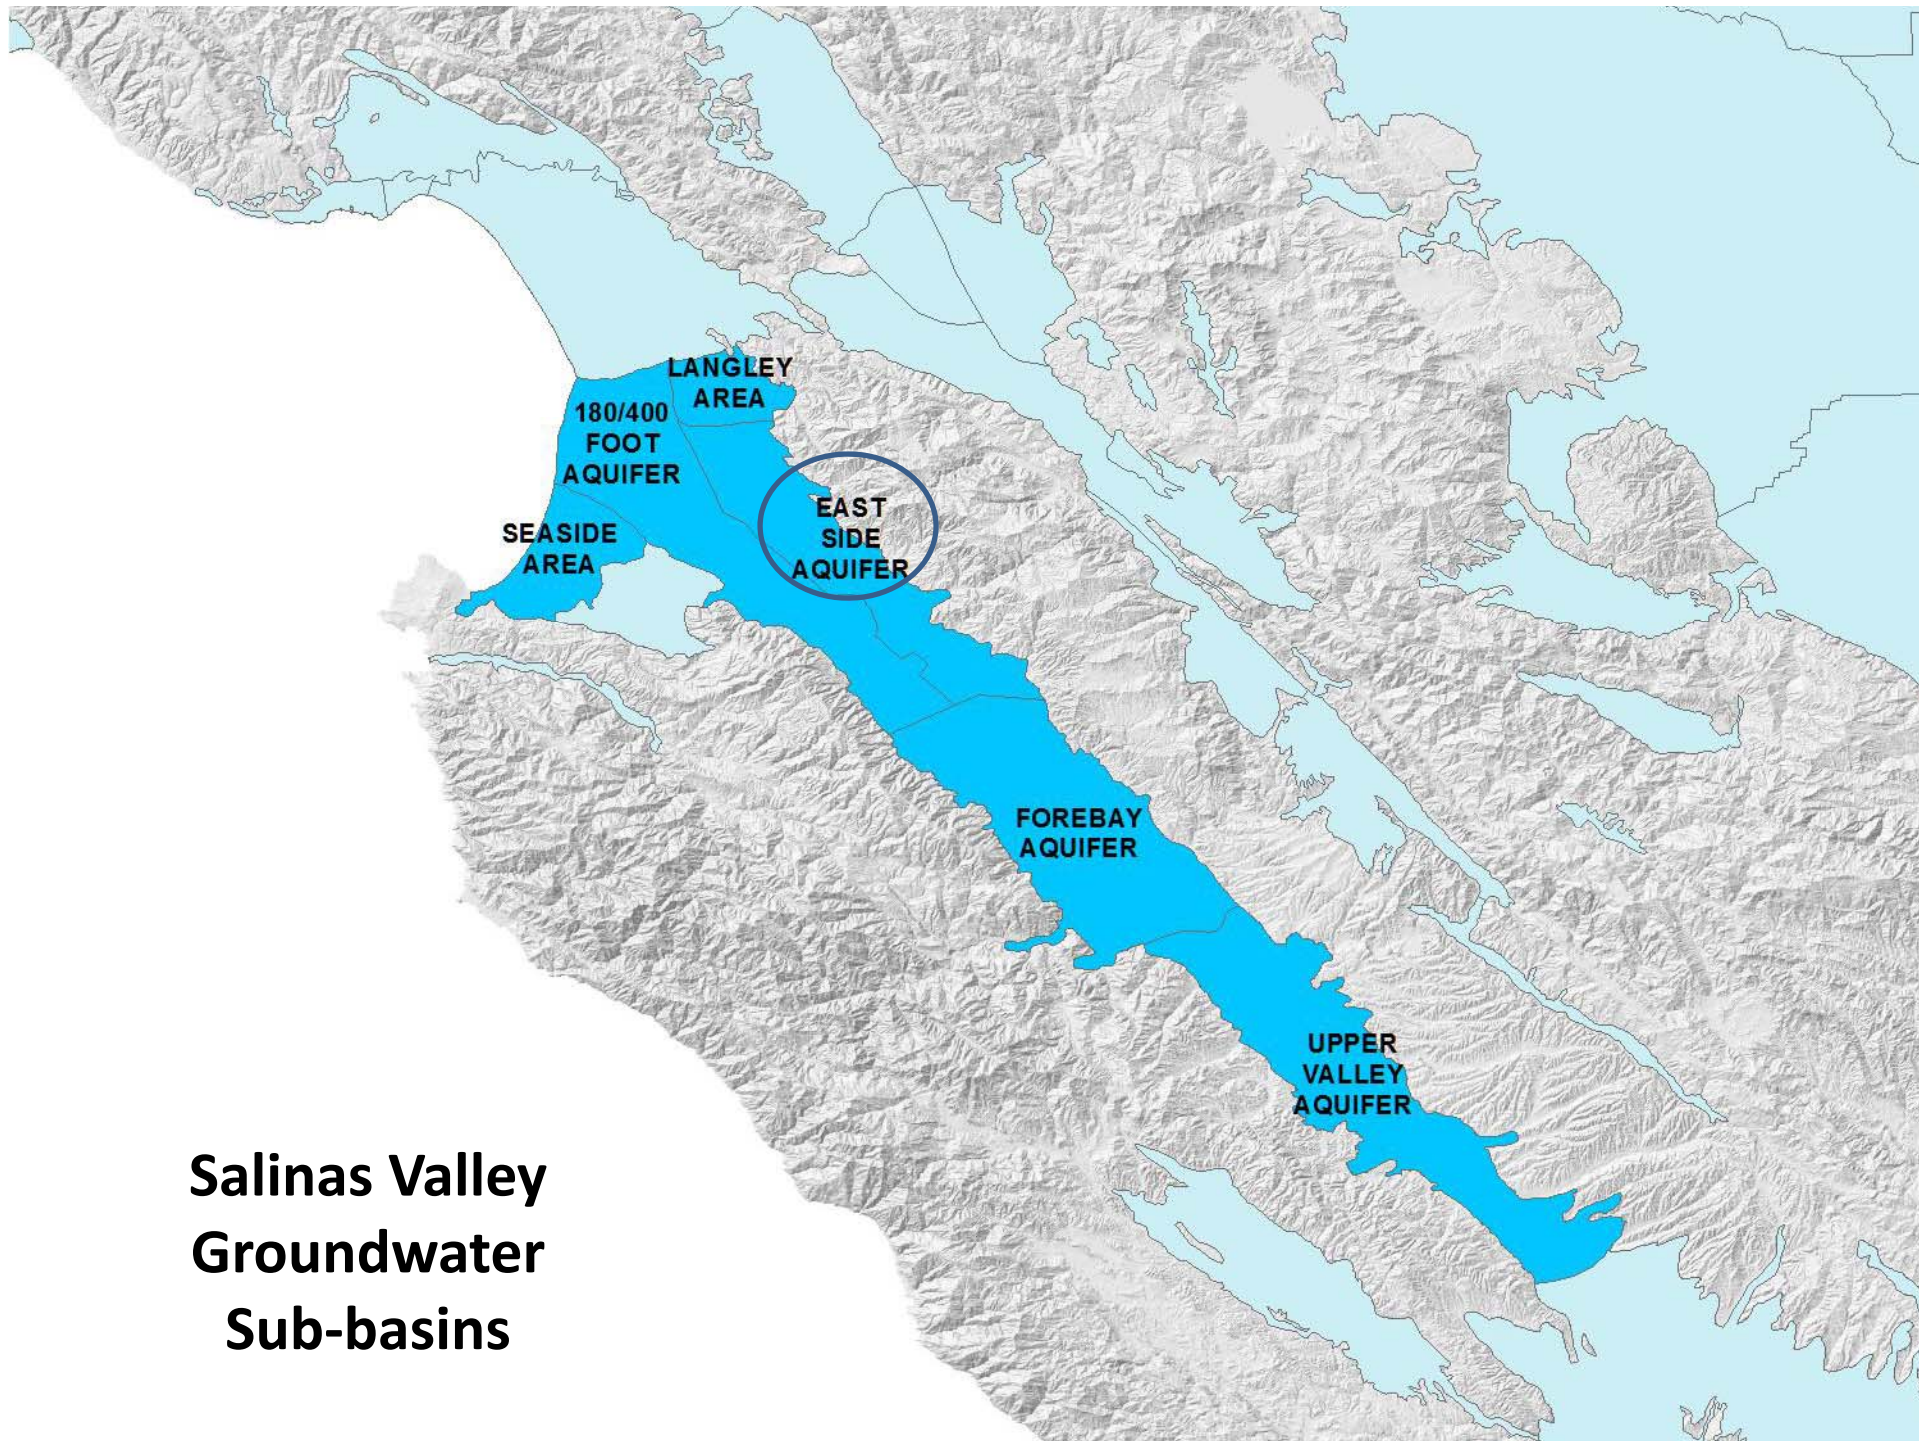 LANGLEY
AREA
180/400
FOOT
AQUIFER
EAST
SIDE
AQUIFER
SEASIDE
AREA
FOREBAY
AQUIFER
UPPER
VALLEY
AQUIFER
Salinas Valley
Groundwater
Sub-basins